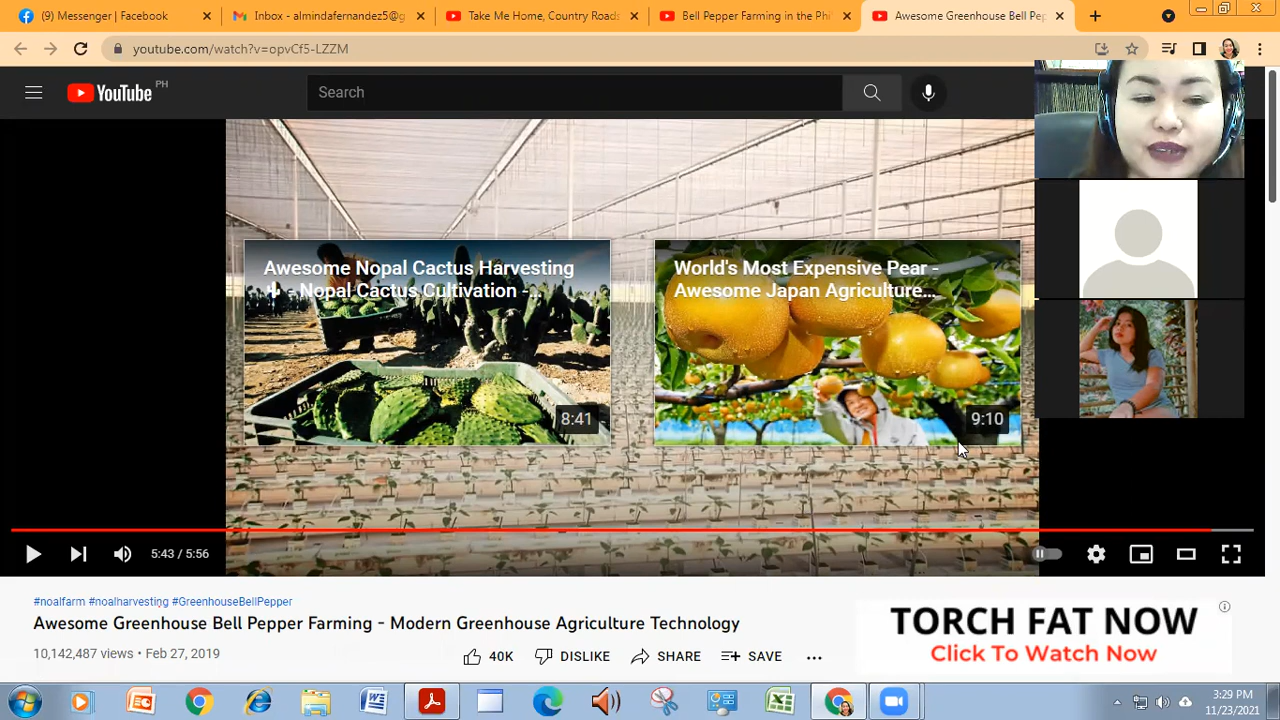 (9) Messenger | Facebook
Inbox - almindafernandez5@g
Take Me Home, Country Roads
Bell Pepper Farming in the Phi
Awesome Greenhouse Bell Pep
youtube.com/watch?v=opvCf5-LZZM
YouTube PH
Search
Awesome Nopal Cactus Harvesting
- Nopal Cactus Cultivation -...
8:41
World's Most Expensive Pear -
Awesome Japan Agriculture...
9:10
5:43 / 5:56
#noalfarm #noalharvesting #GreenhouseBellPepper
Awesome Greenhouse Bell Pepper Farming - Modern Greenhouse Agriculture Technology
10,142,487 views • Feb 27, 2019
40K
DISLIKE
SHARE
SAVE
TORCH FAT NOW
Click To Watch Now
3:29 PM
11/23/2021